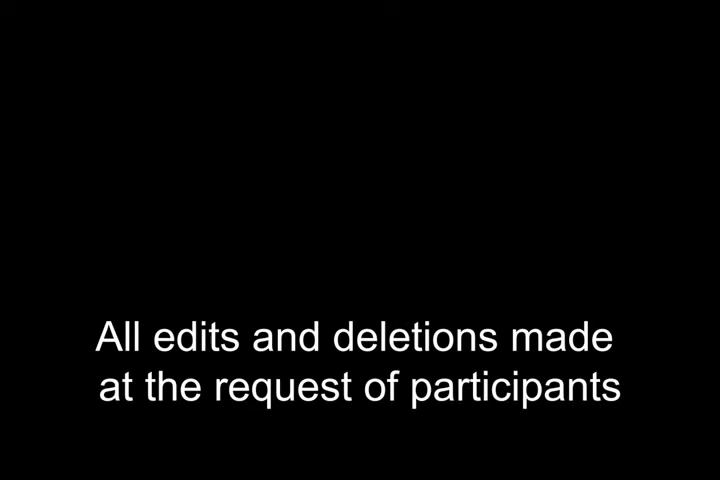 All edits and deletions made
at the request of participants